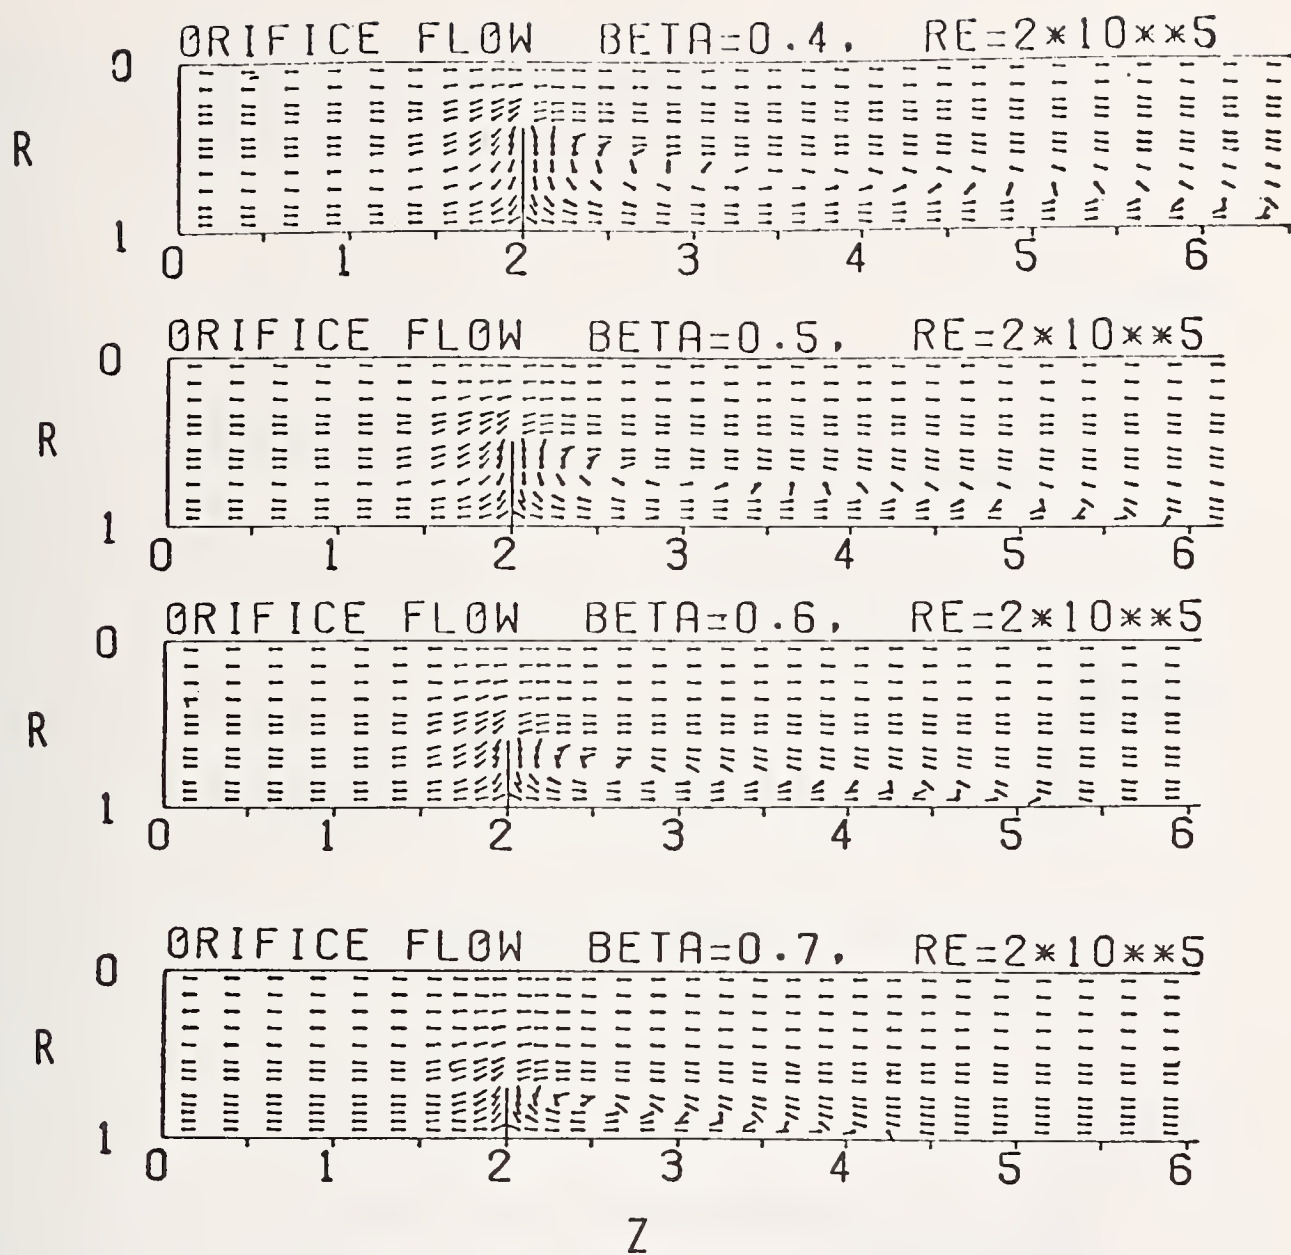 ORIFICE FLOW BETA=0.4, RE=2*10**5
0
R
1
0 1 2 3 4 5 6
ORIFICE FLOW BETA=0.5, RE=2*10**5
0
R
1
0 1 2 3 4 5 6
ORIFICE FLOW BETA=0.6, RE=2*10**5
0
R
1
0 1 2 3 4 5 6
ORIFICE FLOW BETA=0.7, RE=2*10**5
0
R
1
0 1 2 3 4 5 6
Z